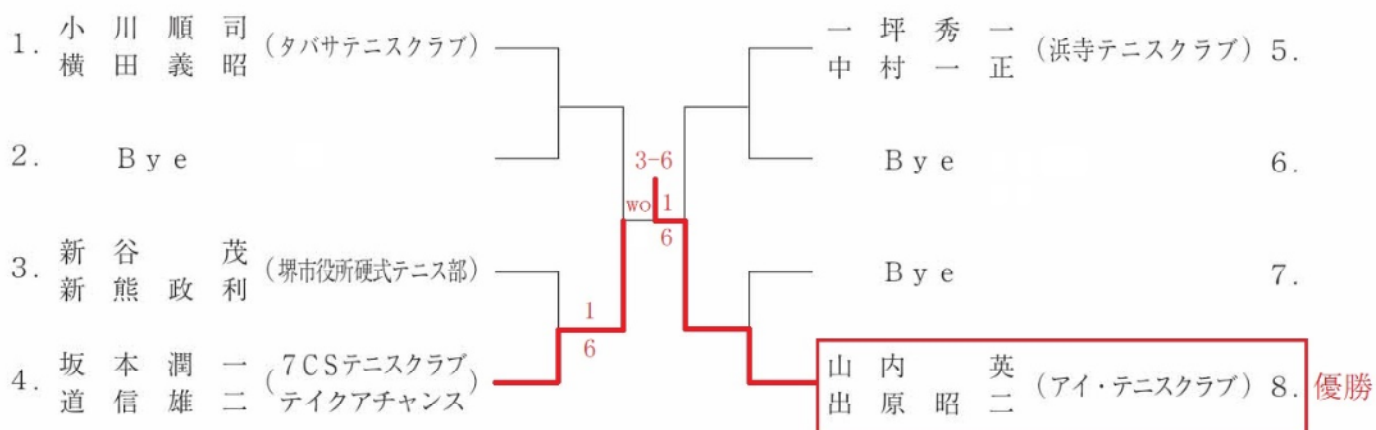 1. 小川順司
横田義昭
(タバサテニスクラブ)
2. Bye
3. 新谷茂
新熊政利
(堺市役所硬式テニス部)
4. 坂本潤一
道信雄二
(7CSテニスクラブ
テイクアチャンス)
1
6
3-6
wo
1
6
一坪秀一
中村一正
(浜寺テニスクラブ) 5.
Bye 6.
Bye 7.
山内英
出原昭二
(アイ・テニスクラブ) 8.
優勝